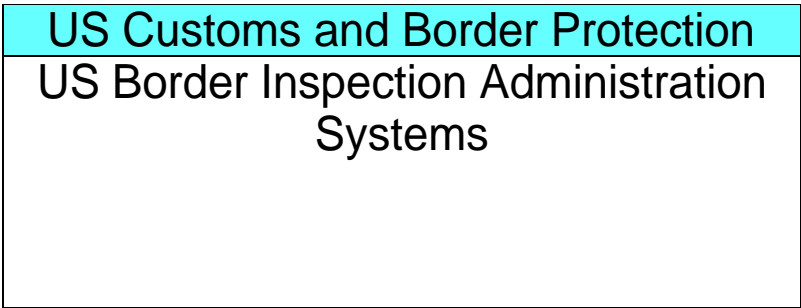 US Customs and Border Protection
US Border Inspection Administration
Systems